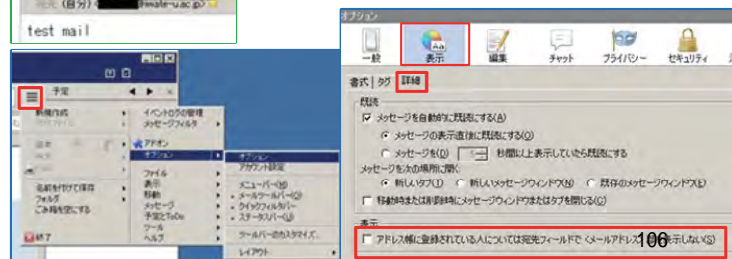 宛先 (自分)
@iwate-u.ac.jp>
test mail
予定
新規作成
イベントログの管理
メッセージフィルタ
アドオン
オプション
オプション
アカウント設定
ファイル
表示
移動
メッセージ
予定とToDo
ツール
ヘルプ
名前を付けて保存
フォルダ
ごみ箱を空にする
終了
メニューバー(M)
メールツールバー(O)
クイックフィルタバー
ステータスバー(U)
ツールバーのカスタマイズ...
レイアウト
オプション
一般
表示
編集
チャット
プライバシー
セキュリティ
書式 タグ 詳細
既読
メッセージを自動的に既読にする(A)
メッセージの表示直後に既読にする(O)
メッセージを(D) 5 秒間以上表示していたら既読にする
メッセージを次の場所に開く
新しいタブ(T) 新しいメッセージウィンドウ(N) 既存のメッセージウィンドウ(E)
移動時または削除時にメッセージウィンドウまたはタブを閉じる(C)
表示
アドレス帳に登録されている人については宛先フィールドで <メールアドレス 表示しない(S)
106